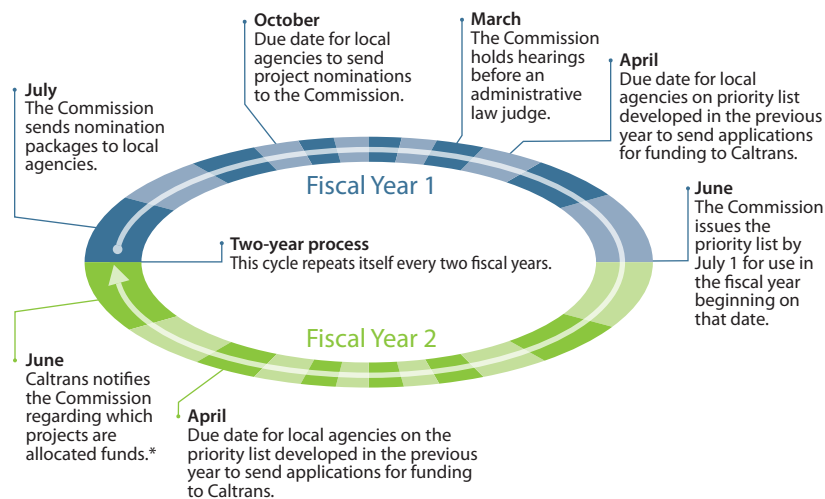 July
The Commission
sends nomination
packages to local
agencies.
October
Due date for local
agencies to send
project nominations
to the Commission.
March
The Commission
holds hearings
before an
administrative
law judge.
April
Due date for local
agencies on priority list
developed in the previous
year to send applications
for funding to Caltrans.
June
The Commission
issues the
priority list by
July 1 for use in
the fiscal year
beginning on
that date.
Fiscal Year 1
Two-year process
This cycle repeats itself every two fiscal years.
Fiscal Year 2
June
Caltrans notifies
the Commission
regarding which
projects are
allocated funds.*
April
Due date for local agencies on the
priority list developed in the previous
year to send applications for funding
to Caltrans.